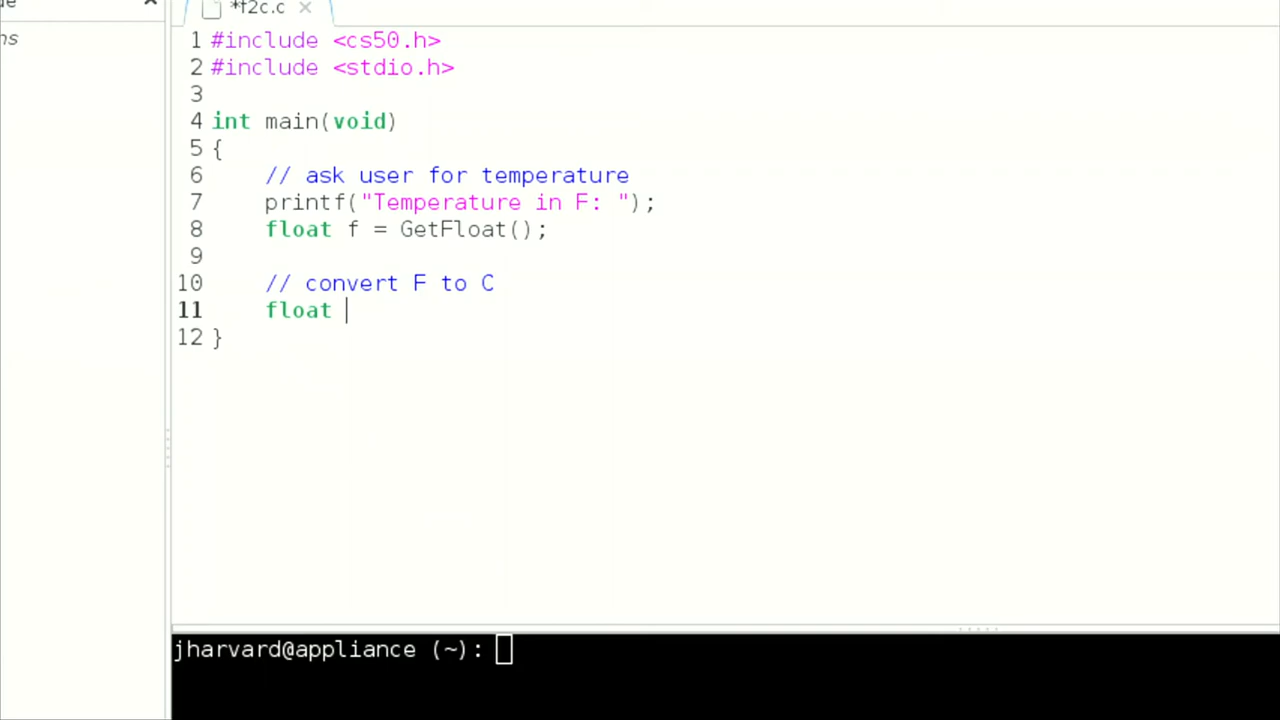 *f2c.c
ns
1 #include <cs50.h>
2 #include <stdio.h>
3
4 int main(void)
5 {
6     // ask user for temperature
7     printf("Temperature in F: ");
8     float f = GetFloat();
9
10     // convert F to C
11     float
12 }
jharvard@appliance (~):